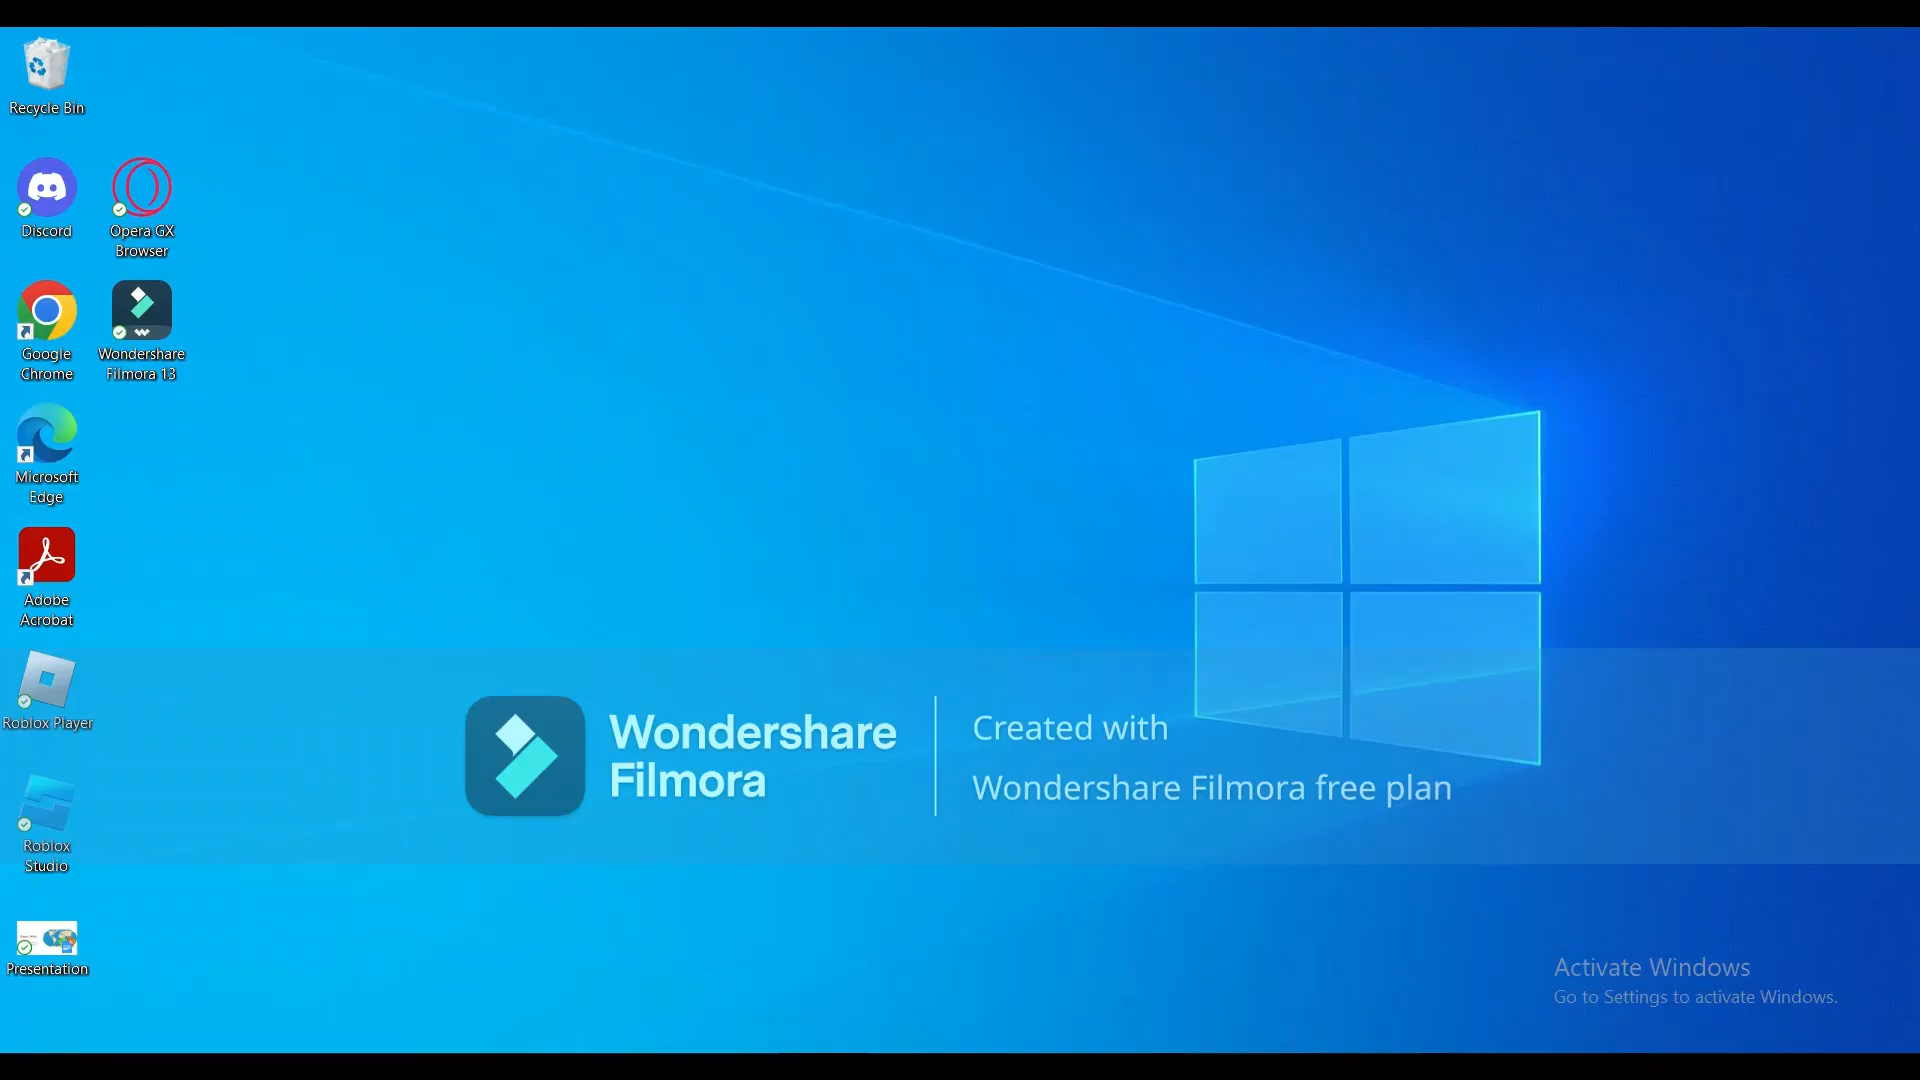 Recycle Bin
Discord
Opera GX
Browser
Google
Chrome
Wondershare
Filmora 13
Microsoft
Edge
Adobe
Acrobat
Roblox Player
Roblox
Studio
Presentation
Wondershare
Filmora
Created with
Wondershare Filmora free plan
Activate Windows
Go to Settings to activate Windows.